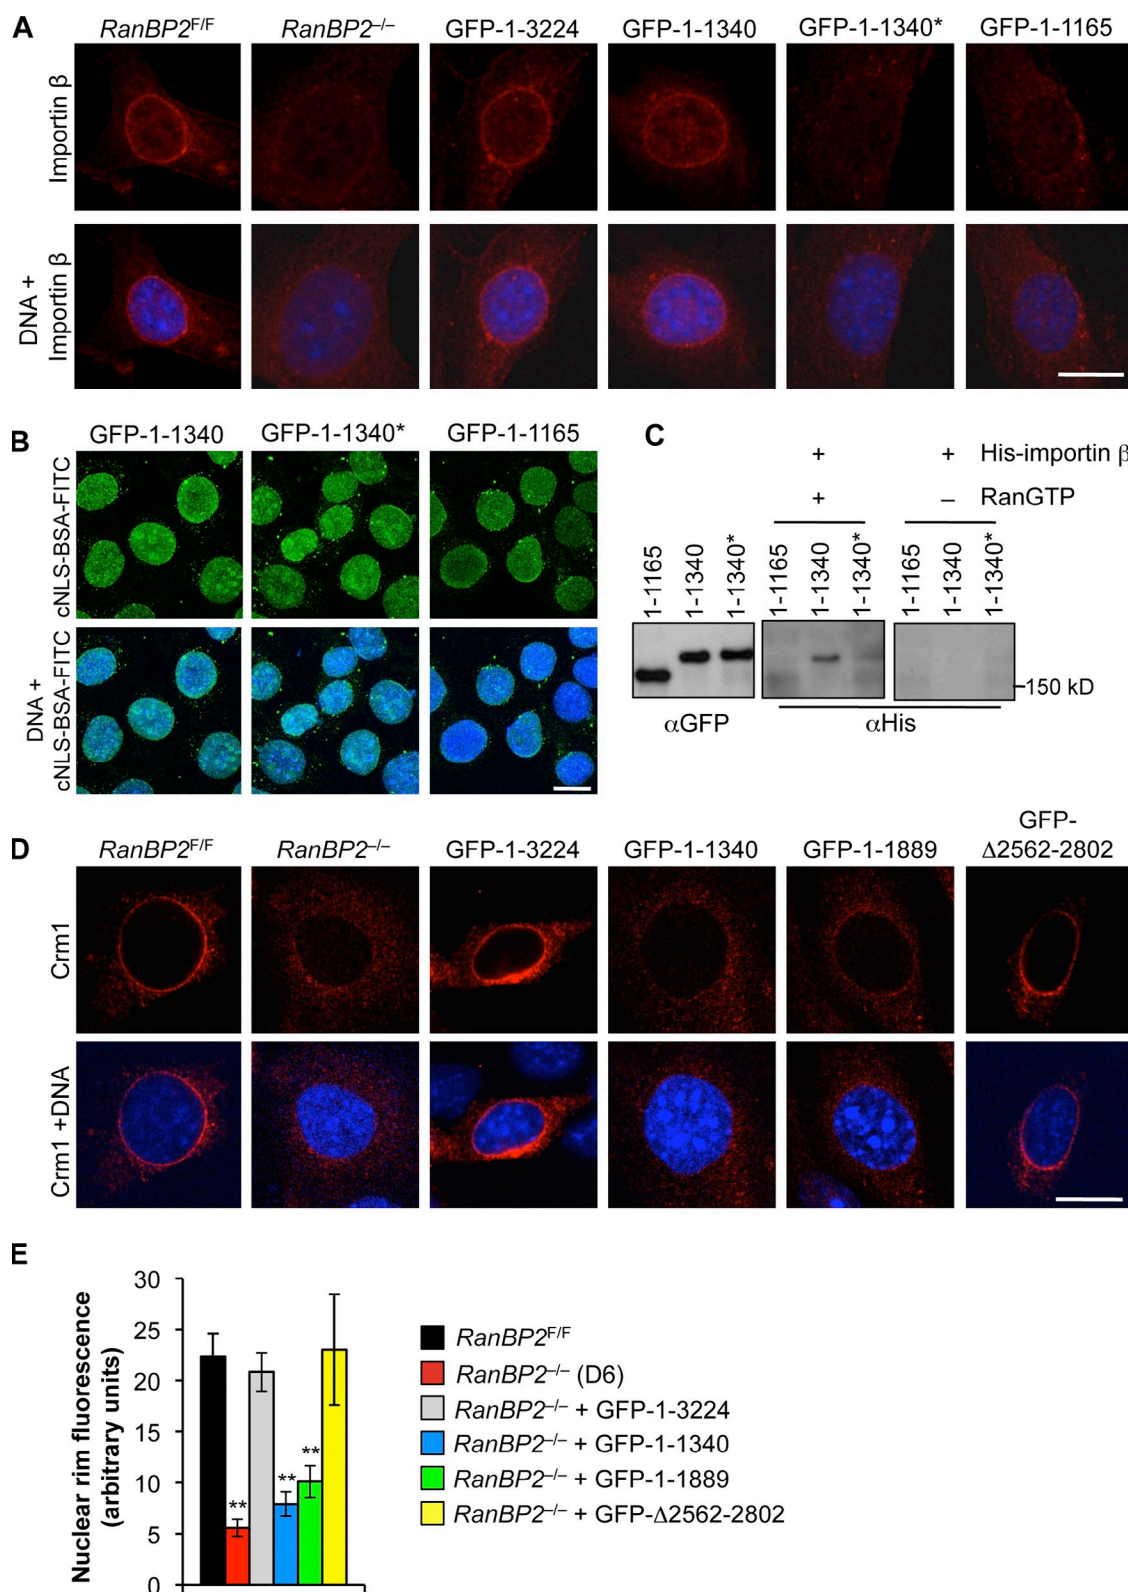 A
RanBP2F/F
RanBP2–/–
GFP-1-3224
GFP-1-1340
GFP-1-1340*
GFP-1-1165
Importin β
DNA +
Importin β
B
GFP-1-1340
GFP-1-1340*
GFP-1-1165
cNLS-BSA-FITC
DNA +
cNLS-BSA-FITC
C
+ + His-importin β
+ – RanGTP
1-1165
1-1340
1-1340*
1-1165
1-1340
1-1340*
1-1165
1-1340
1-1340*
150 kD
αGFP
αHis
D
RanBP2F/F
RanBP2–/–
GFP-1-3224
GFP-1-1340
GFP-1-1889
GFP-
Δ2562-2802
Crm1
Crm1 +DNA
E
Nuclear rim fluorescence
(arbitrary units)
30
25
20
15
10
5
0
**
**
**
RanBP2F/F
RanBP2–/– (D6)
RanBP2–/– + GFP-1-3224
RanBP2–/– + GFP-1-1340
RanBP2–/– + GFP-1-1889
RanBP2–/– + GFP-Δ2562-2802